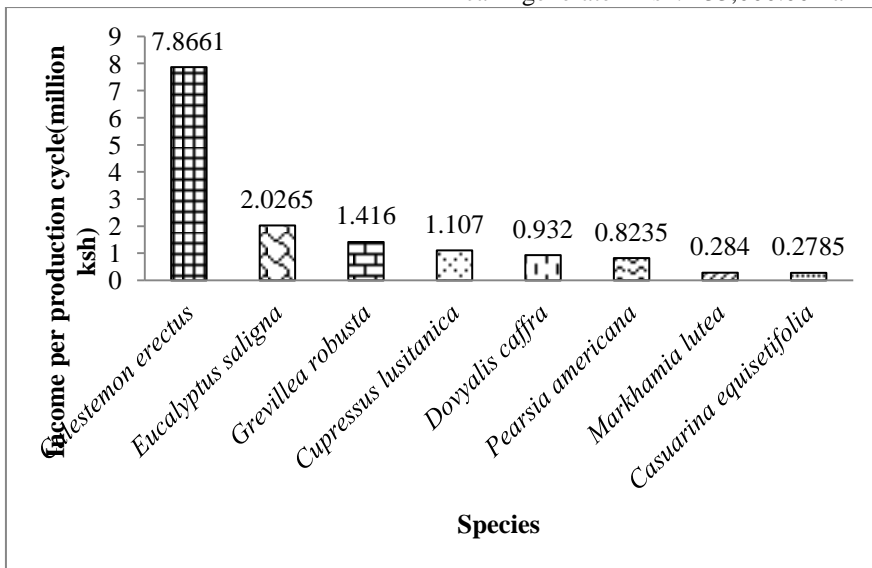 7.8661
9
8
7
6
5
4
3
2
1
0
2.0265
1.416
1.107
0.932
0.8235
0.284
0.2785
Income per production cycle(million
ksh)
erectus
Eucalyptus saligna
Grevillea robusta
Cupressus lusitanica
Dovyalis caffra
Pearsia americana
Markhamia lutea
Casuarina equisetifolia
Species